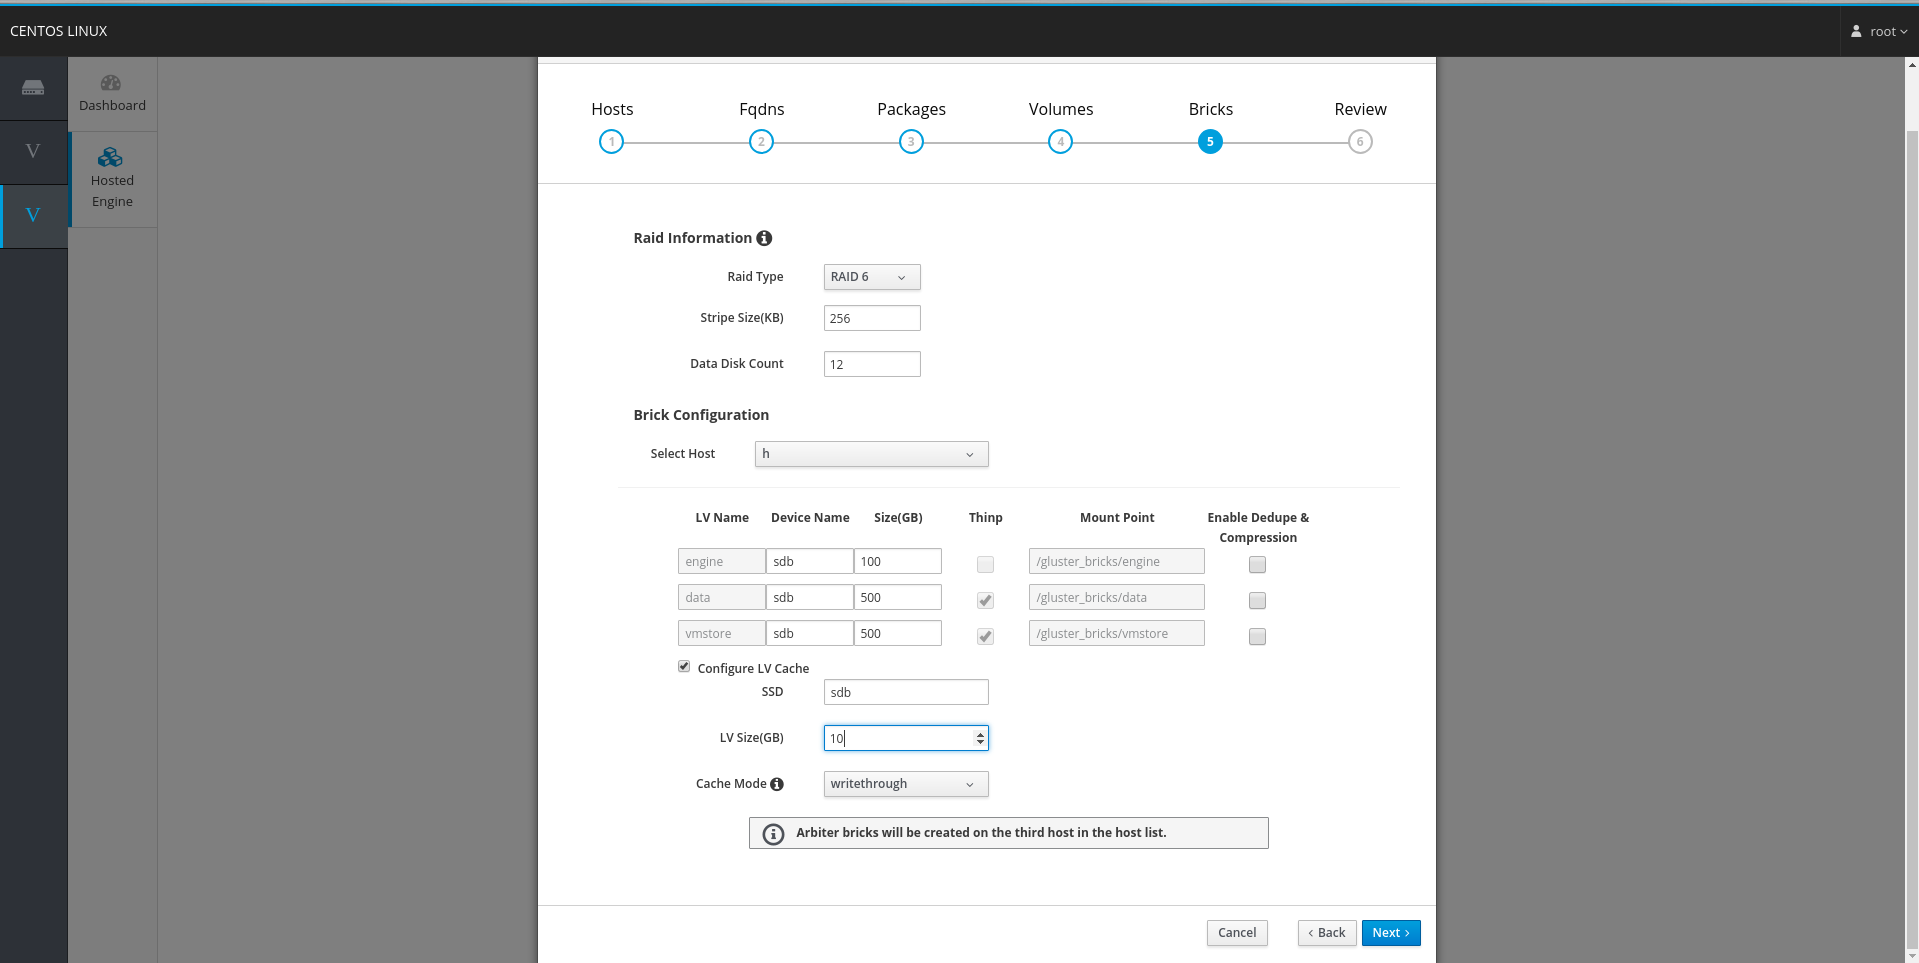 CENTOS LINUX
root
Dashboard
V
Hosted
Engine
V
Hosts Fqdns Packages Volumes Bricks Review
1 2 3 4 5 6
Raid Information
Raid Type RAID 6
Stripe Size(KB) 256
Data Disk Count 12
Brick Configuration
Select Host h
LV Name Device Name Size(GB) Thinp Mount Point Enable Dedupe &
Compression
engine sdb 100 /gluster_bricks/engine
data sdb 500 /gluster_bricks/data
vmstore sdb 500 /gluster_bricks/vmstore
Configure LV Cache
SSD sdb
LV Size(GB) 10
Cache Mode writethrough
Arbiter bricks will be created on the third host in the host list.
Cancel < Back Next >